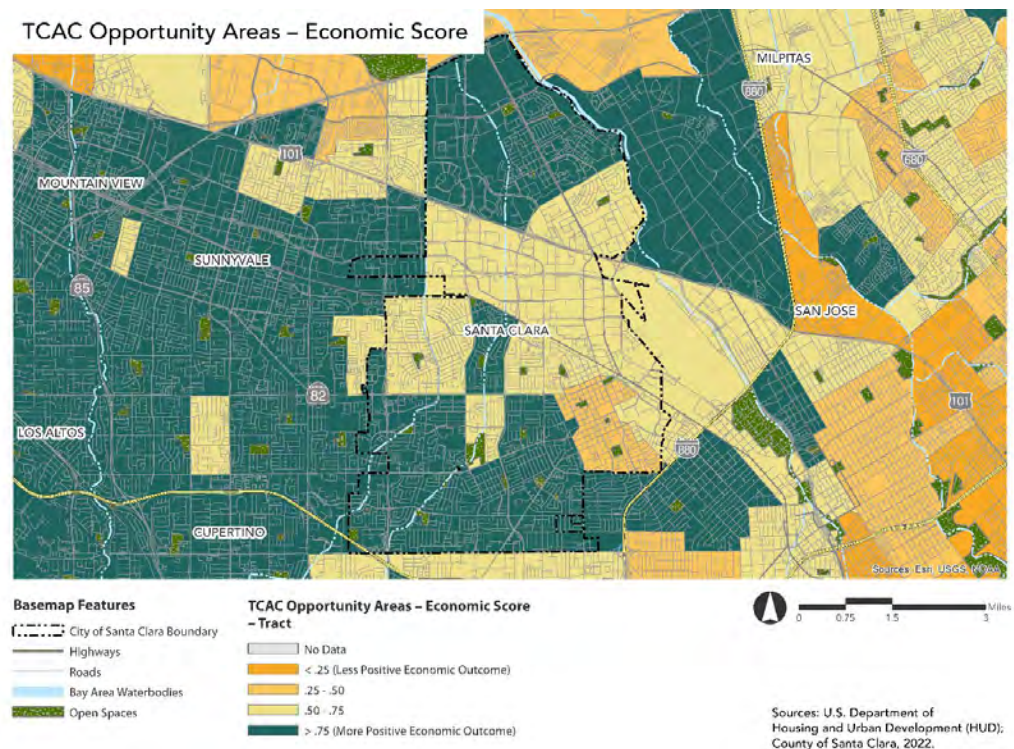 TCAC Opportunity Areas – Economic Score
MILPITAS
880
101
680
MOUNTAIN VIEW
SUNNYVALE
85
SAN JOSE
SANTA CLARA
82
101
LOS ALTOS
880
CUPERTINO
Sources: Esri, USGS, NOAA
Basemap Features
City of Santa Clara Boundary
Highways
Roads
Bay Area Waterbodies
Open Spaces
TCAC Opportunity Areas – Economic Score
– Tract
No Data
< .25 (Less Positive Economic Outcome)
.25 - .50
.50 - .75
> .75 (More Positive Economic Outcome)
Miles
0 0.75 1.5 3
Sources: U.S. Department of
Housing and Urban Development (HUD);
County of Santa Clara, 2022.